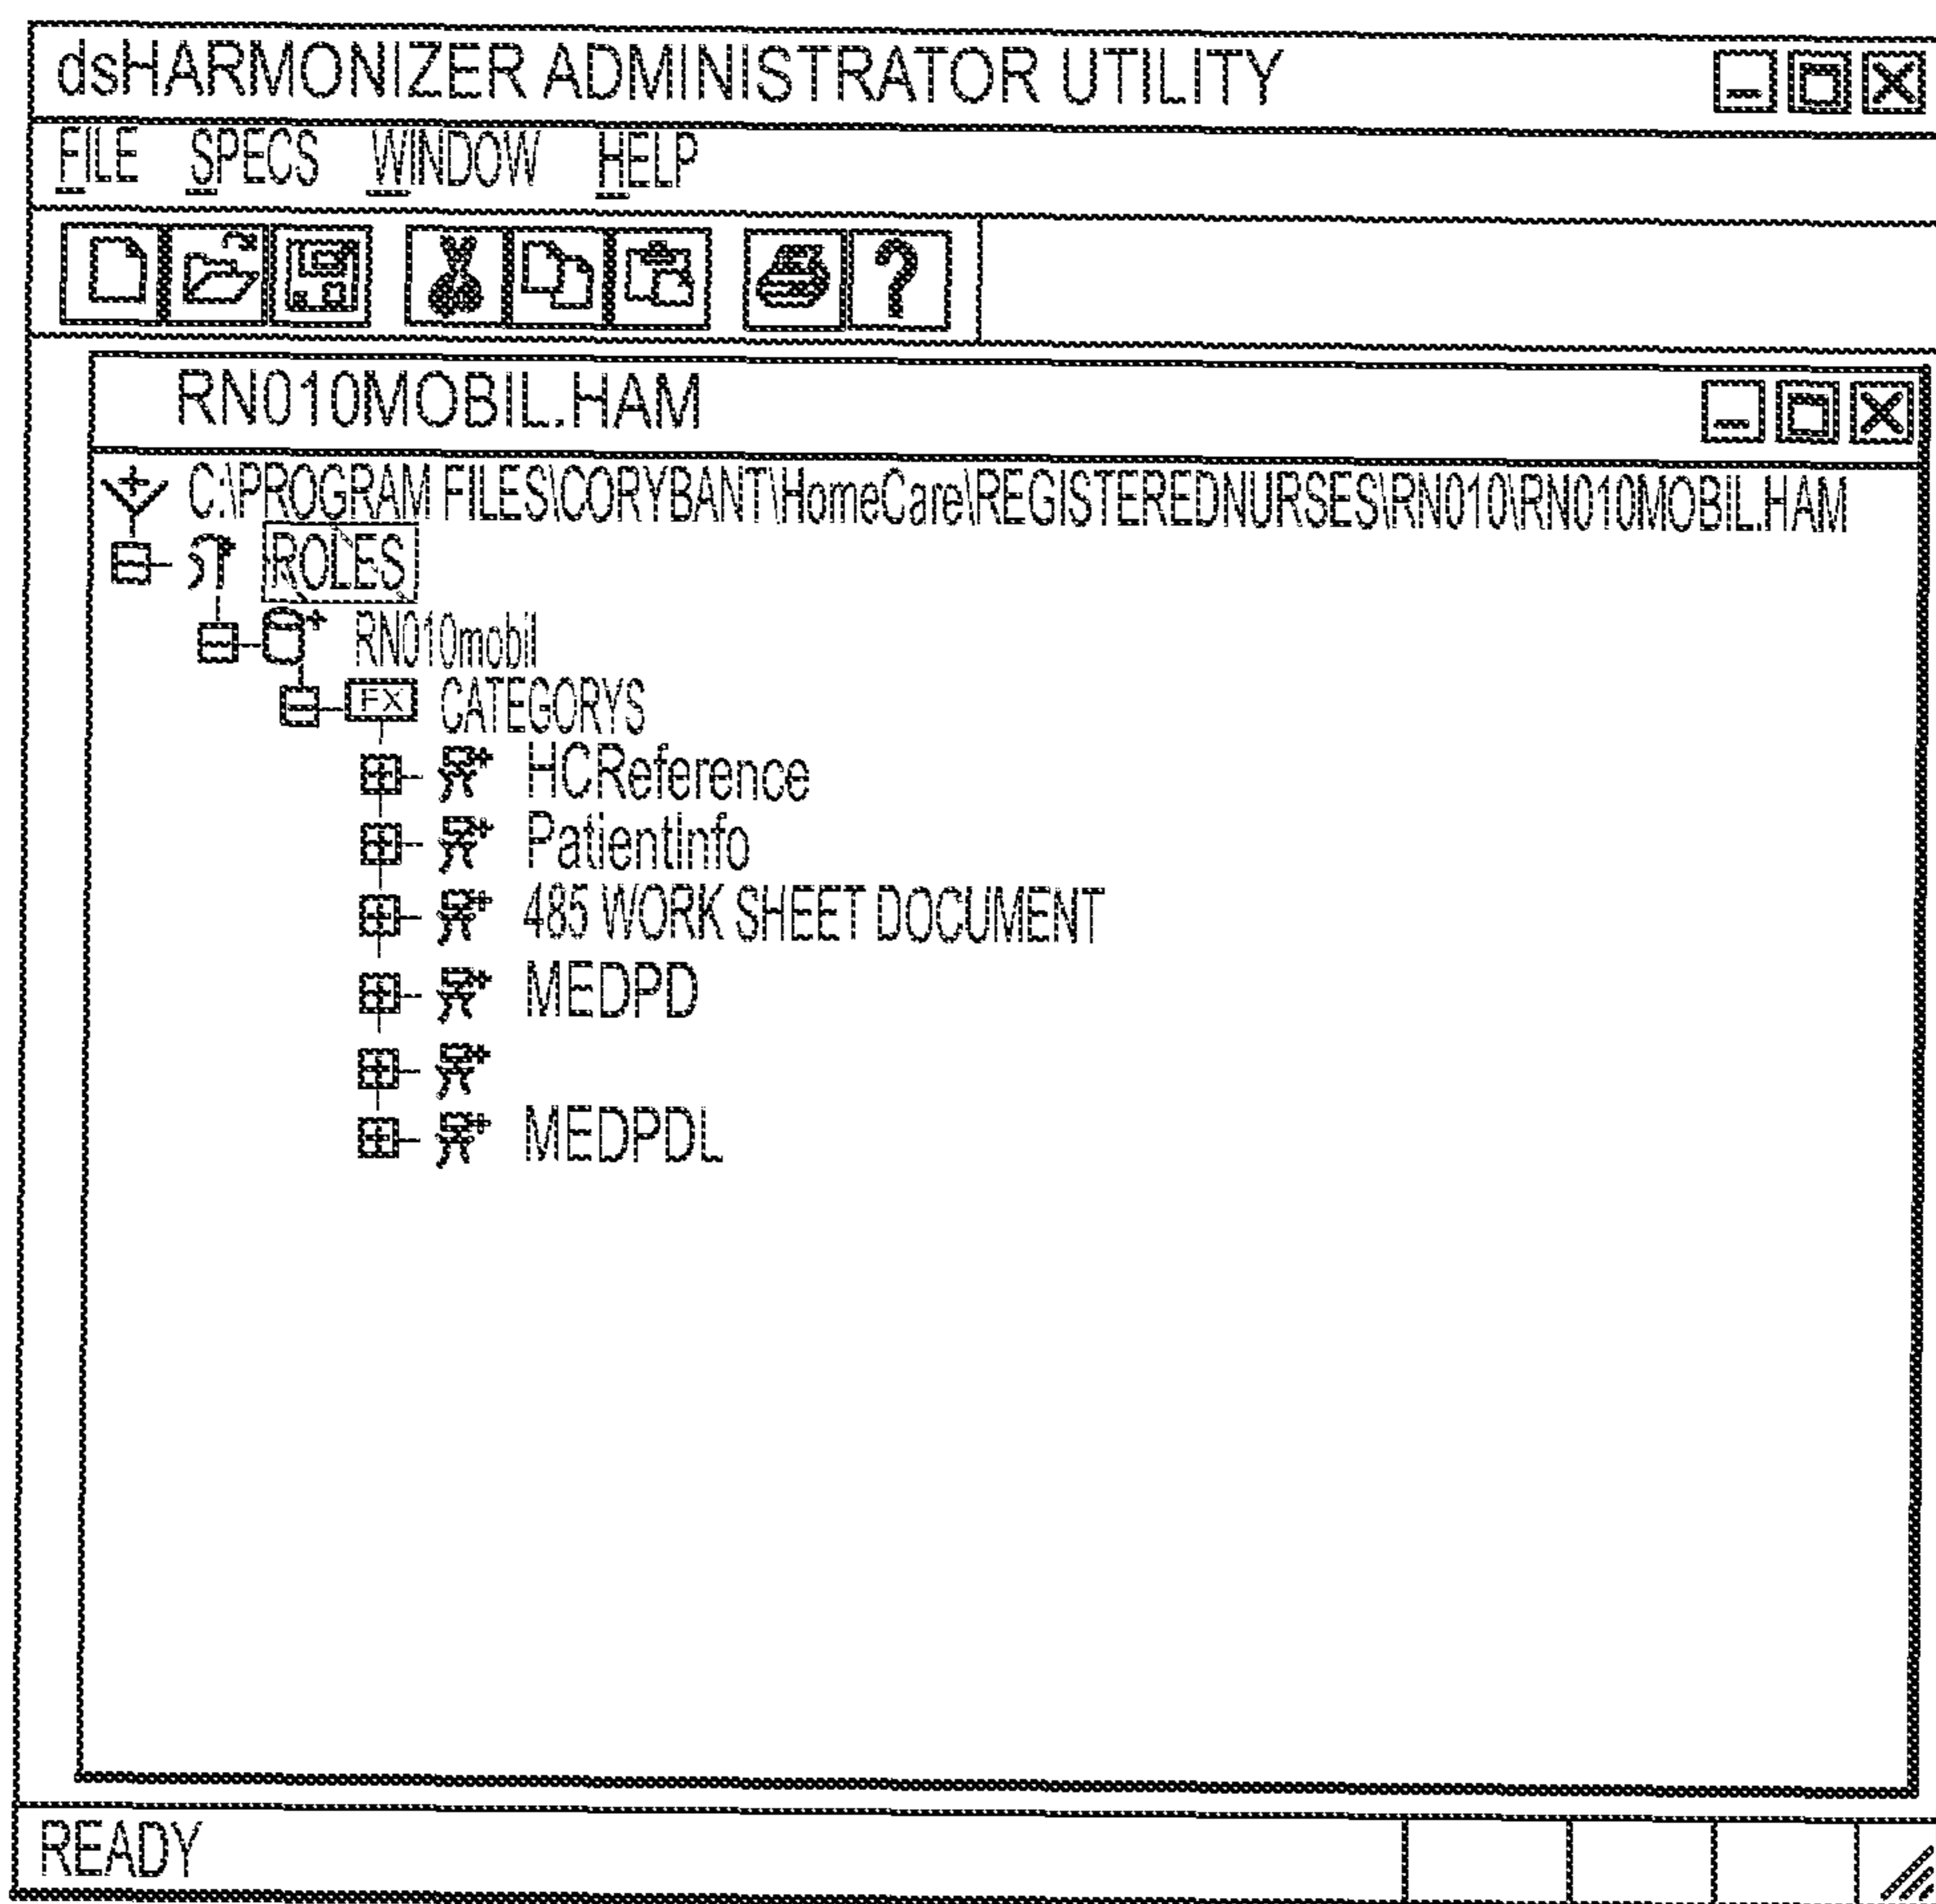 dsHARMONIZER ADMINISTRATOR UTILITY
FILE SPECS WINDOW HELP
RN010MOBIL.HAM
C:\PROGRAM FILES\CORYBANT\HomeCare\REGISTEREDNURSES\RN010\RN010MOBIL.HAM
ROLES
RN010mobil
FX CATEGORYS
HCReference
PatientInfo
485 WORK SHEET DOCUMENT
MEDPD
MEDPDL
READY